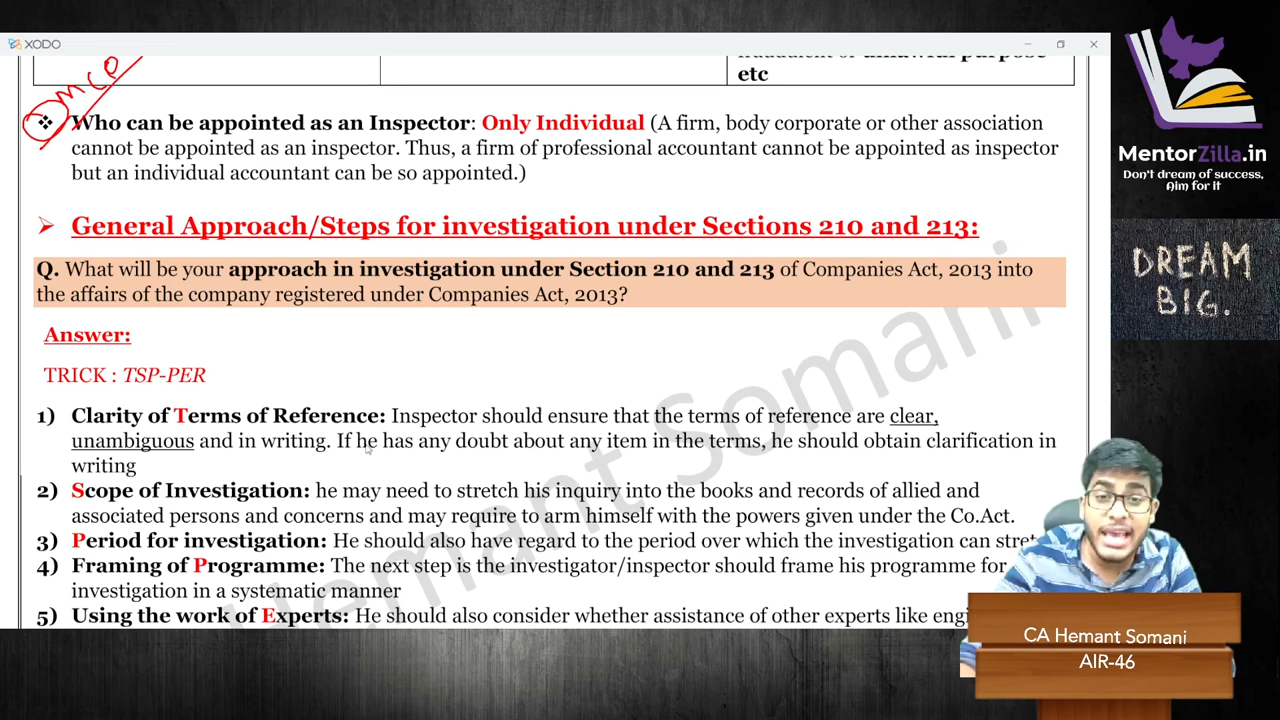 XODO
etc
MCQ
❖ Who can be appointed as an Inspector: Only Individual (A firm, body corporate or other association
cannot be appointed as an inspector. Thus, a firm of professional accountant cannot be appointed as inspector
but an individual accountant can be so appointed.)
➢ General Approach/Steps for investigation under Sections 210 and 213:
Q. What will be your approach in investigation under Section 210 and 213 of Companies Act, 2013 into
the affairs of the company registered under Companies Act, 2013?
Answer:
TRICK : TSP-PER
1) Clarity of Terms of Reference: Inspector should ensure that the terms of reference are clear,
unambiguous and in writing. If he has any doubt about any item in the terms, he should obtain clarification in
writing
2) Scope of Investigation: he may need to stretch his inquiry into the books and records of allied and
associated persons and concerns and may require to arm himself with the powers given under the Co.Act.
3) Period for investigation: He should also have regard to the period over which the investigation can
4) Framing of Programme: The next step is the investigator/inspector should frame his programme for
investigation in a systematic manner
5) Using the work of Experts: He should also consider whether assistance of other experts like
Hemant Somani
MentorZilla.in
Don't dream of success,
Aim for it
DREAM
BIG.
CA Hemant Somani
AIR-46